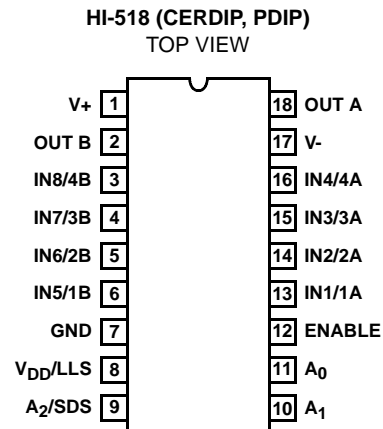 HI-518 (CERDIP, PDIP)
TOP VIEW
V+ 1 18 OUT A
OUT B 2 17 V-
IN8/4B 3 16 IN4/4A
IN7/3B 4 15 IN3/3A
IN6/2B 5 14 IN2/2A
IN5/1B 6 13 IN1/1A
GND 7 12 ENABLE
VDD/LLS 8 11 A0
A2/SDS 9 10 A1